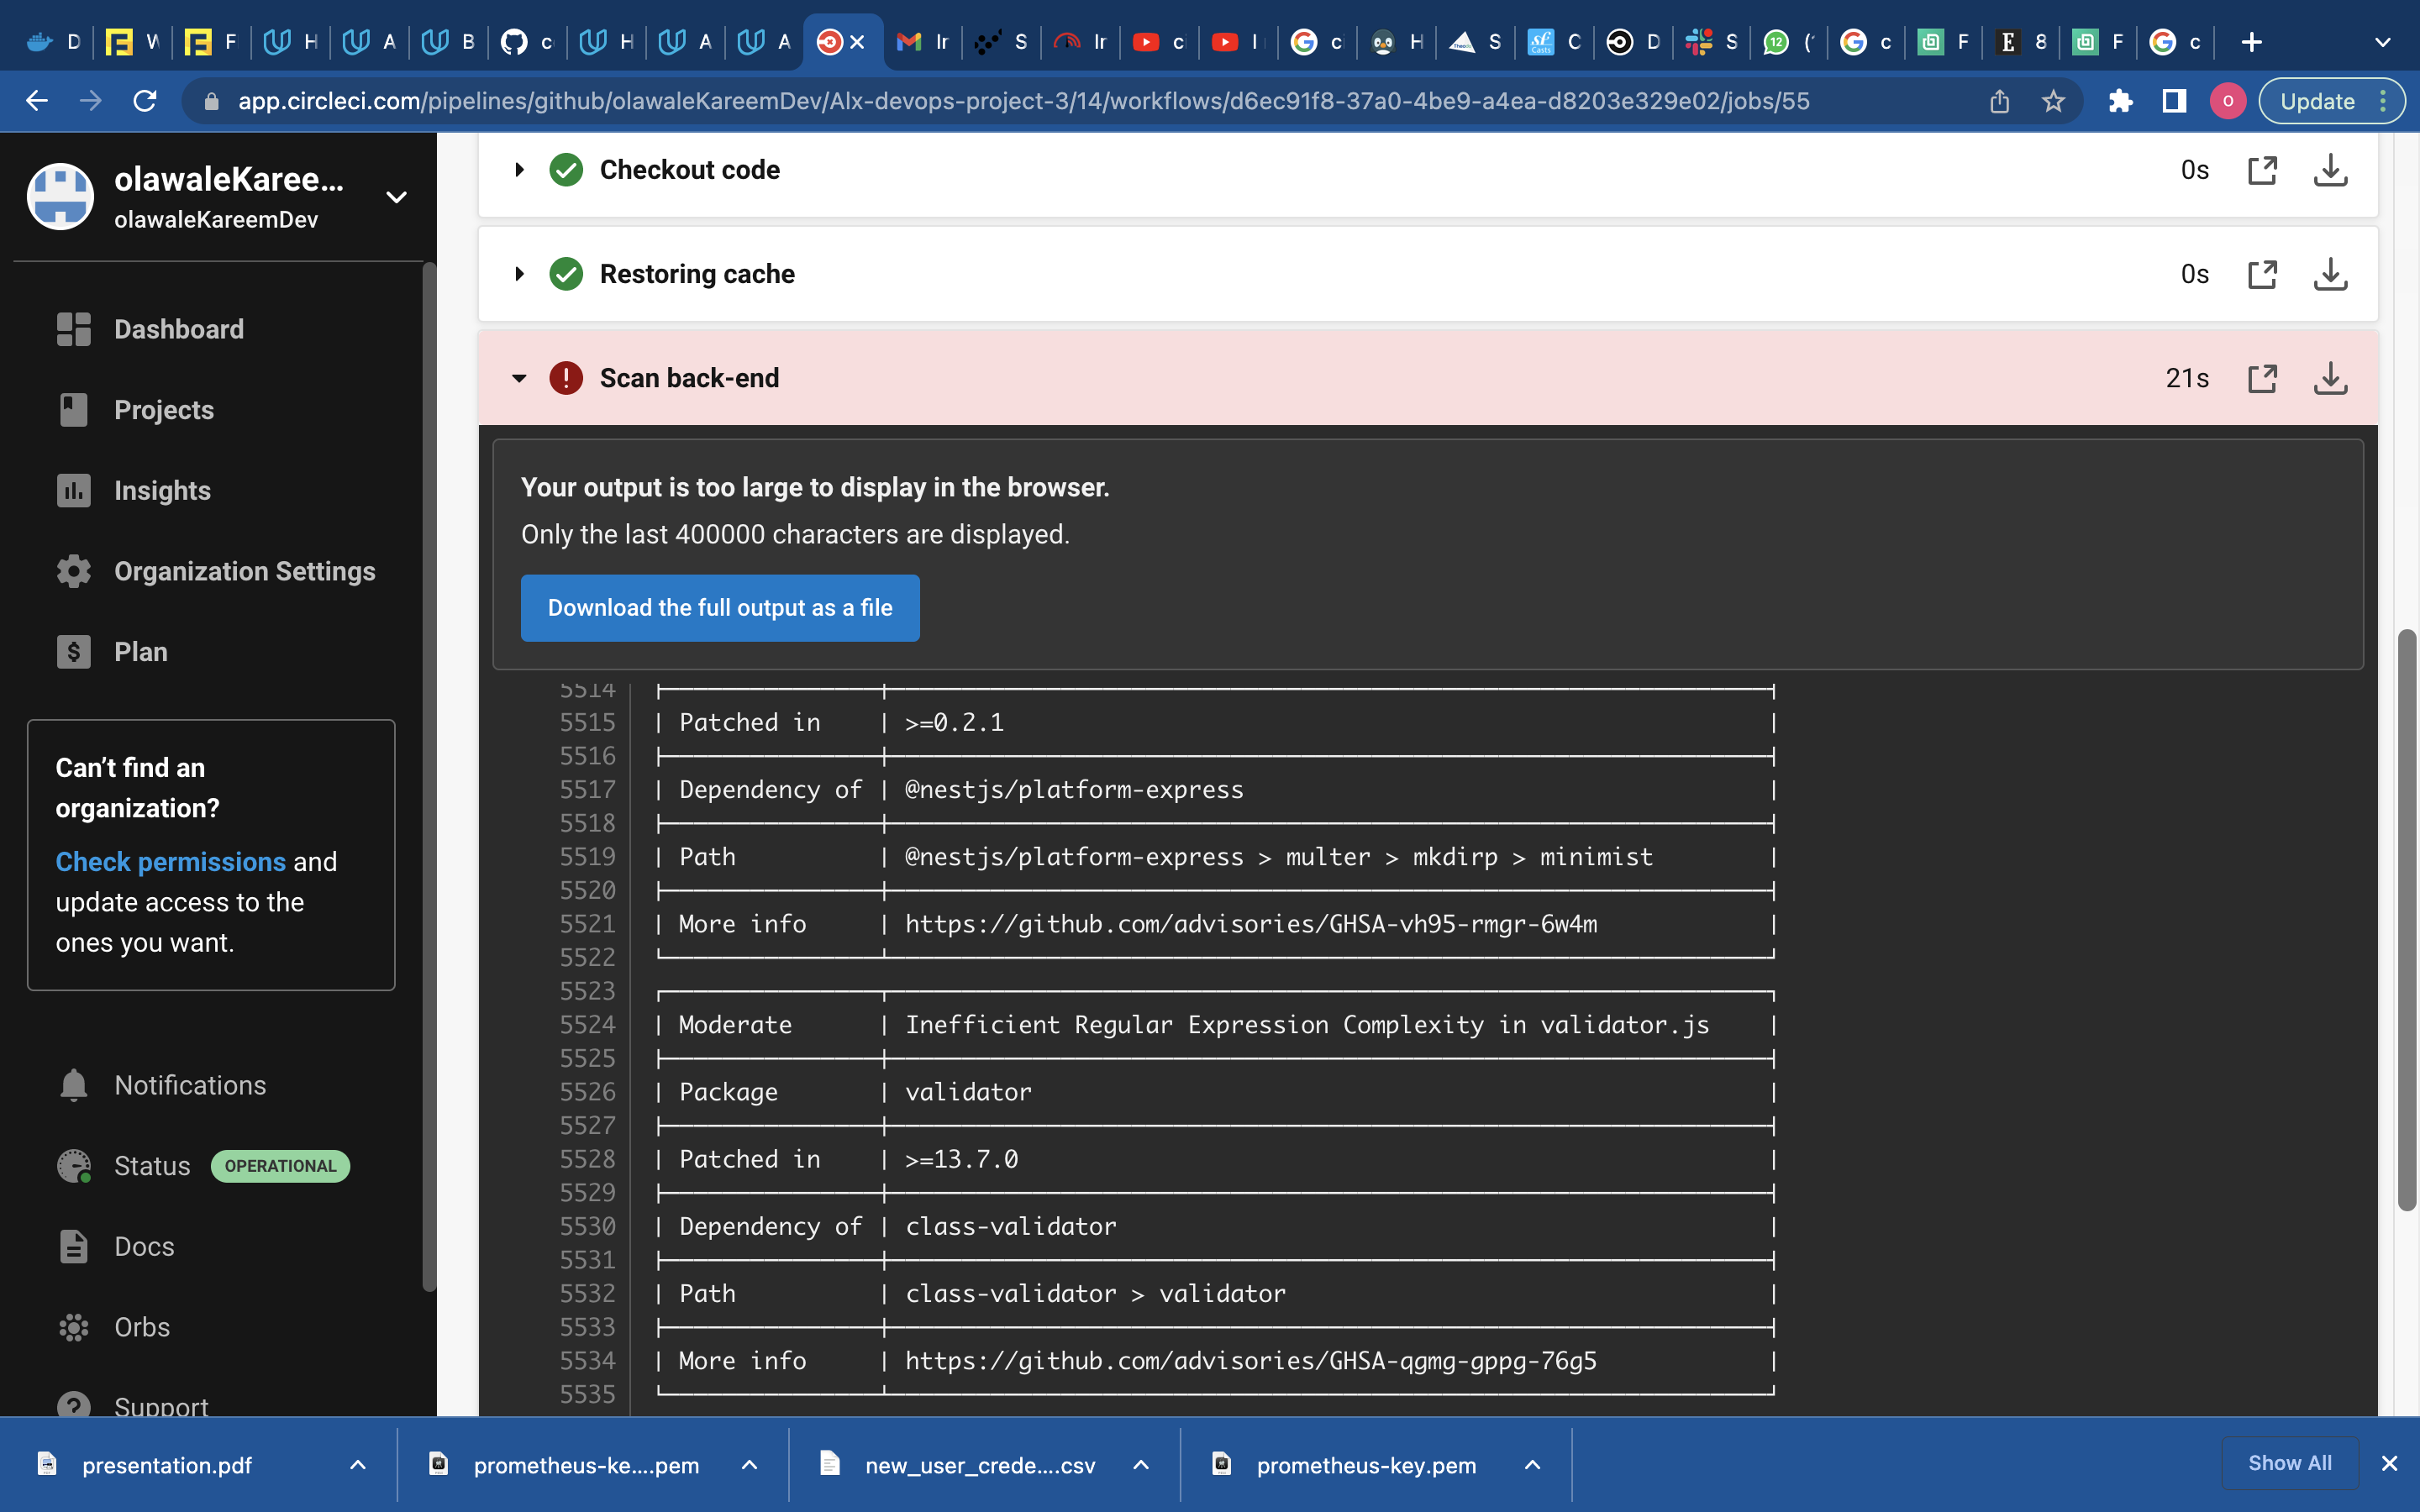 D
W
F
H
A
B
c
H
A
A
Ir
S
Ir
c
I
c
H
S
C
D
S
12
(
c
F
8
F
c
app.circleci.com/pipelines/github/olawaleKareemDev/Alx-devops-project-3/14/workflows/d6ec91f8-37a0-4be9-a4ea-d8203e329e02/jobs/55
O
Update
olawaleKaree...
olawaleKareemDev
Dashboard
Projects
Insights
Organization Settings
Plan
Can't find an
organization?
Check permissions and
update access to the
ones you want.
Notifications
Status OPERATIONAL
Docs
Orbs
Support
Checkout code 0s
Restoring cache 0s
Scan back-end 21s
Your output is too large to display in the browser.
Only the last 400000 characters are displayed.
Download the full output as a file
5514
5515 | Patched in | >=0.2.1 |
5516
5517 | Dependency of | @nestjs/platform-express |
5518
5519 | Path | @nestjs/platform-express > multer > mkdirp > minimist |
5520
5521 | More info | https://github.com/advisories/GHSA-vh95-rmgr-6w4m |
5522
5523
5524 | Moderate | Inefficient Regular Expression Complexity in validator.js |
5525
5526 | Package | validator |
5527
5528 | Patched in | >=13.7.0 |
5529
5530 | Dependency of | class-validator |
5531
5532 | Path | class-validator > validator |
5533
5534 | More info | https://github.com/advisories/GHSA-qgmg-gppg-76g5 |
5535
presentation.pdf
prometheus-ke....pem
new_user_crede....csv
prometheus-key.pem
Show All